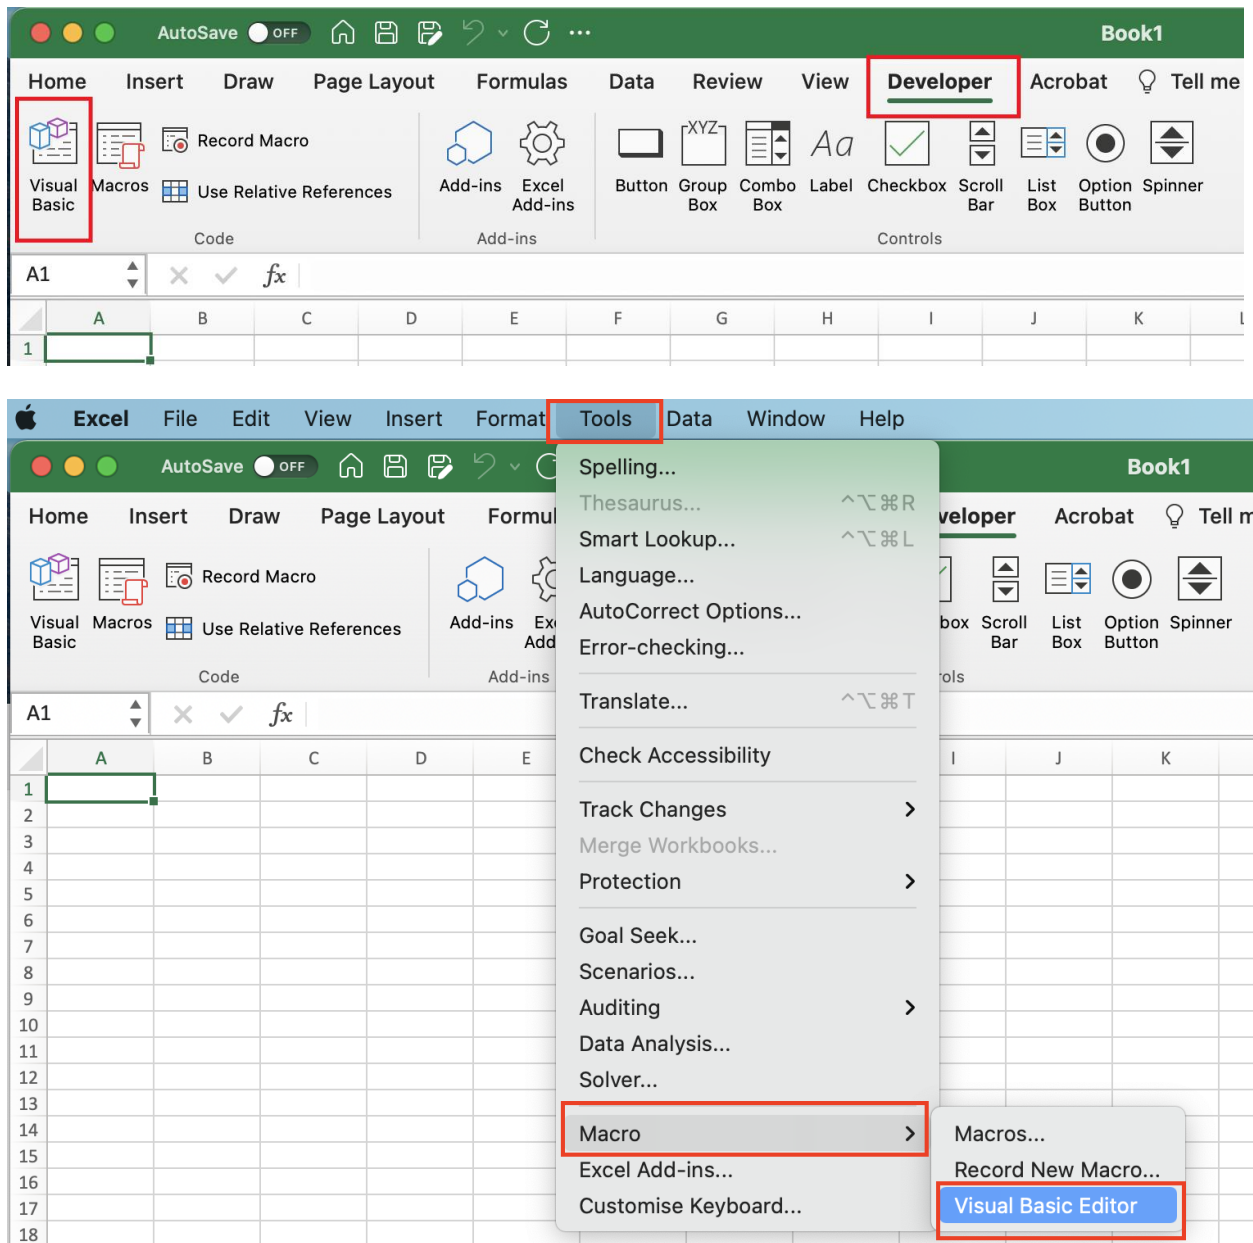 AutoSave OFF Book1
Home Insert Draw Page Layout Formulas Data Review View Developer Acrobat Tell me
Visual Basic Macros Record Macro Use Relative References Add-ins Excel Add-ins Button Group Box XYZ Combo Box Aa Label Checkbox Scroll Bar List Box Option Button Spinner
Code Add-ins Controls
A1 fx
A B C D E F G H I J K L
1
Excel File Edit View Insert Format Tools Data Window Help
AutoSave OFF Book1
Home Insert Draw Page Layout Formul veloper Acrobat Tell m
Visual Basic Macros Record Macro Use Relative References Add-ins Ex Add box Scroll Bar List Box Option Button Spinner
Code Add-ins ols
A1 fx
A B C D E I J K
1
2
3
4
5
6
7
8
9
10
11
12
13
14
15
16
17
18
Spelling...
Thesaurus... ^⌥⌘R
Smart Lookup... ^⌥⌘L
Language...
AutoCorrect Options...
Error-checking...
Translate... ^⌥⌘T
Check Accessibility
Track Changes
Merge Workbooks...
Protection
Goal Seek...
Scenarios...
Auditing
Data Analysis...
Solver...
Macro
Excel Add-ins...
Customise Keyboard...
Macros...
Record New Macro...
Visual Basic Editor